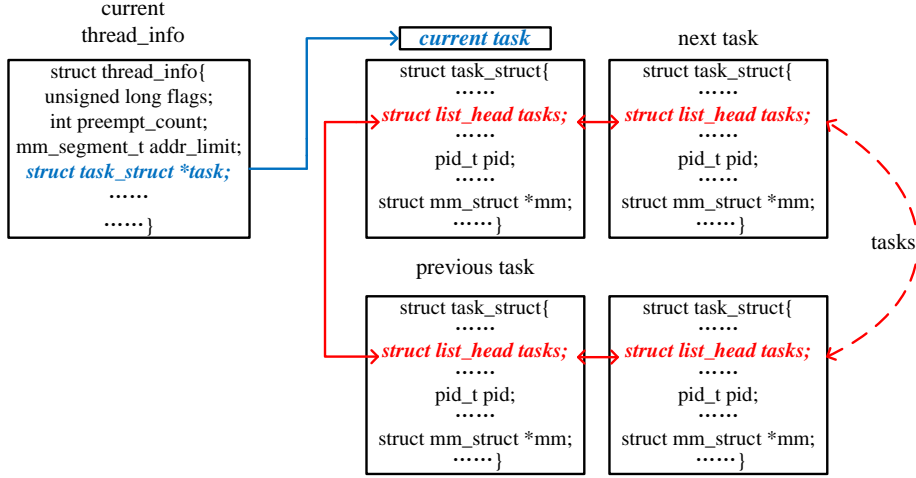 current
thread_info
struct thread_info{
unsigned long flags;
int preempt_count;
mm_segment_t addr_limit;
struct task_struct *task;
……
……}
current task
struct task_struct{
……
struct list_head tasks;
……
pid_t pid;
……
struct mm_struct *mm;
……}
next task
struct task_struct{
……
struct list_head tasks;
……
pid_t pid;
……
struct mm_struct *mm;
……}
tasks
previous task
struct task_struct{
……
struct list_head tasks;
……
pid_t pid;
……
struct mm_struct *mm;
……}
struct task_struct{
……
struct list_head tasks;
……
pid_t pid;
……
struct mm_struct *mm;
……}